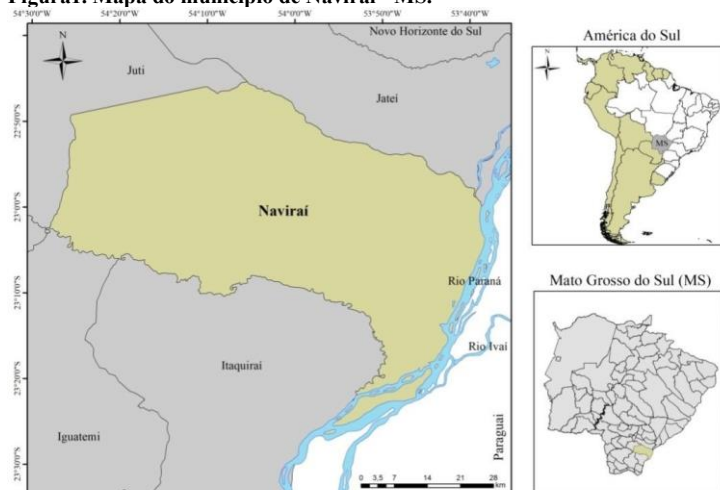 Figura1. Mapa do município de Naviraí - MS.
54°30'0"W 54°20'0"W 54°10'0"W 54°0'0"W 53°50'0"W 53°40'0"W
Novo Horizonte do Sul
Juti
Jateí
22°50'0"S
23°0'0"S
Naviraí
23°10'0"S
Rio Paraná
Rio Ivaí
Itaquiraí
23°20'0"S
Iguatemi
Paraguai
23°30'0"S
0 3,5 7 14 21 28
km
América do Sul
MS
Mato Grosso do Sul (MS)